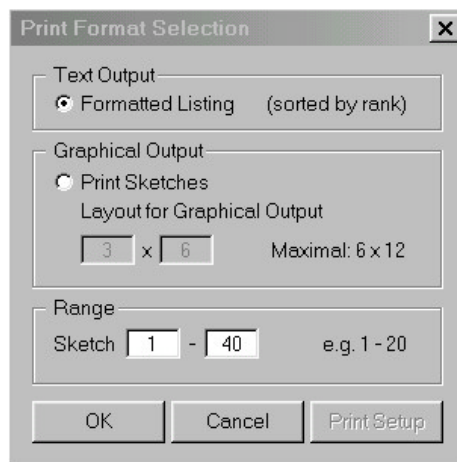 Print Format Selection
Text Output
Formatted Listing (sorted by rank)
Graphical Output
Print Sketches
Layout for Graphical Output
3 x 6 Maximal: 6 x 12
Range
Sketch 1 - 40 e.g. 1 - 20
OK Cancel Print Setup